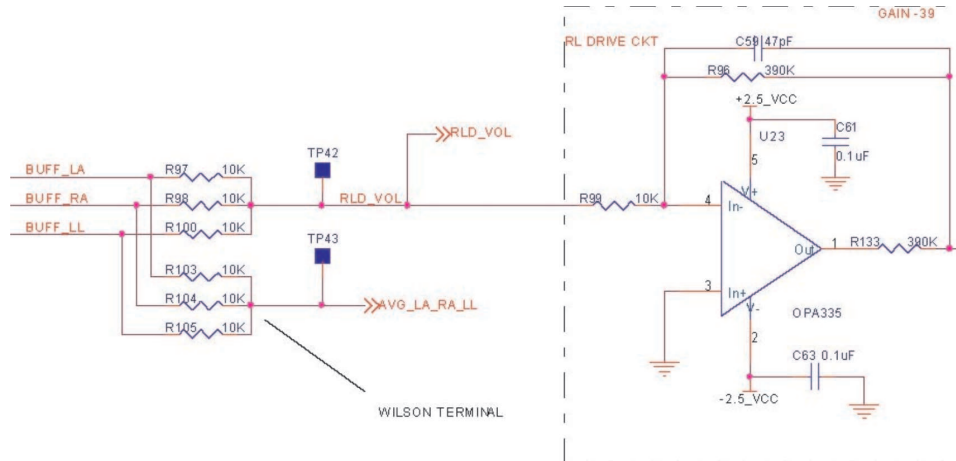 GAIN -39
RL DRIVE CKT
C59 47pF
R96 390K
+2.5_VCC
U23
C61
0.1uF
5
RLD_VOL
TP42
BUFF_LA R97 10K
BUFF_RA R98 10K RLD_VOL
BUFF_LL R100 10K
R99 10K
4 In-
V+
Out 1 R133 390K
TP43
R103 10K
R104 10K AVG_LA_RA_LL
R105 10K
3 In+
V-
OPA335
2
C63 0.1uF
-2.5_VCC
WILSON TERMINAL